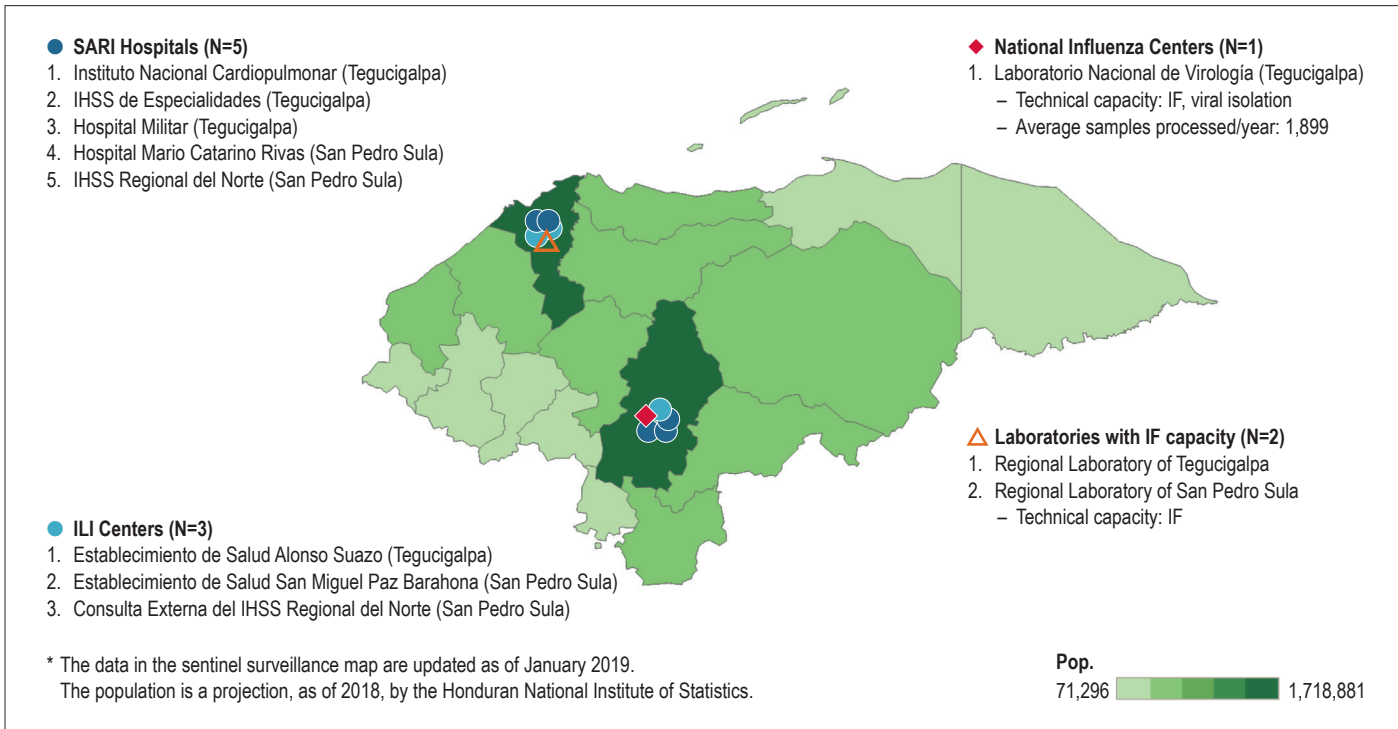 SARI Hospitals (N=5)
1. Instituto Nacional Cardiopulmonar (Tegucigalpa)
2. IHSS de Especialidades (Tegucigalpa)
3. Hospital Militar (Tegucigalpa)
4. Hospital Mario Catarino Rivas (San Pedro Sula)
5. IHSS Regional del Norte (San Pedro Sula)
National Influenza Centers (N=1)
1. Laboratorio Nacional de Virología (Tegucigalpa)
– Technical capacity: IF, viral isolation
– Average samples processed/year: 1,899
Laboratories with IF capacity (N=2)
1. Regional Laboratory of Tegucigalpa
2. Regional Laboratory of San Pedro Sula
– Technical capacity: IF
ILI Centers (N=3)
1. Establecimiento de Salud Alonso Suazo (Tegucigalpa)
2. Establecimiento de Salud San Miguel Paz Barahona (San Pedro Sula)
3. Consulta Externa del IHSS Regional del Norte (San Pedro Sula)
* The data in the sentinel surveillance map are updated as of January 2019.
The population is a projection, as of 2018, by the Honduran National Institute of Statistics.
Pop.
71,296 1,718,881